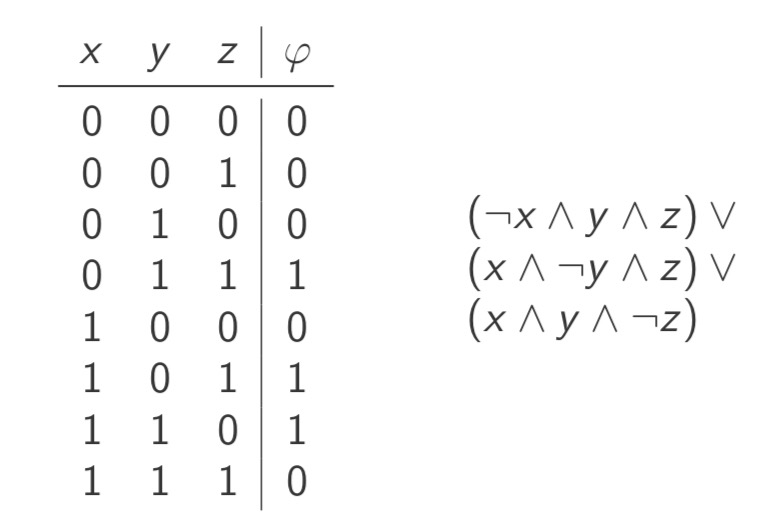 x y z φ
0 0 0 0
0 0 1 0
0 1 0 0
0 1 1 1
1 0 0 0
1 0 1 1
1 1 0 1
1 1 1 0
(¬x ∧ y ∧ z) ∨
(x ∧ ¬y ∧ z) ∨
(x ∧ y ∧ ¬z)